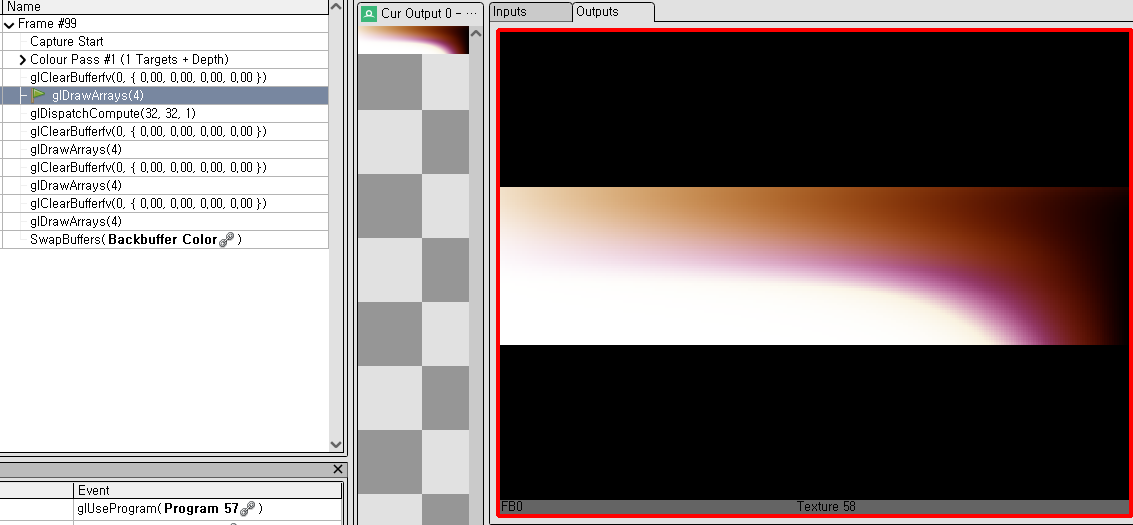 Name
Frame #99
Capture Start
Colour Pass #1 (1 Targets + Depth)
glClearBufferfv(0, { 0,00, 0,00, 0,00, 0,00 })
glDrawArrays(4)
glDispatchCompute(32, 32, 1)
glClearBufferfv(0, { 0,00, 0,00, 0,00, 0,00 })
glDrawArrays(4)
glClearBufferfv(0, { 0,00, 0,00, 0,00, 0,00 })
glDrawArrays(4)
glClearBufferfv(0, { 0,00, 0,00, 0,00, 0,00 })
glDrawArrays(4)
SwapBuffers( Backbuffer Color )
Event
glUseProgram( Program 57 )
Cur Output 0 - ...
Inputs
Outputs
FB0
Texture 58